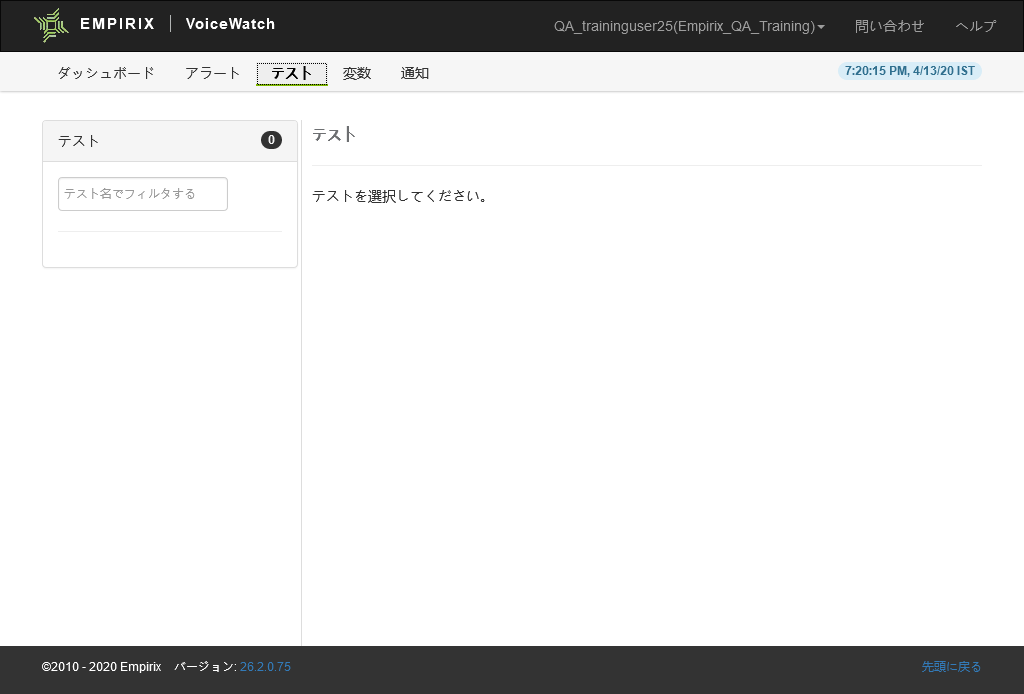 EMPIRIX | VoiceWatch
QA_traininguser25(Empirix_QA_Training)
問い合わせ
ヘルプ
ダッシュボード
アラート
テスト
変数
通知
7:20:15 PM, 4/13/20 IST
テスト
0
テスト名でフィルタする
テスト
テストを選択してください。
©2010 - 2020 Empirix バージョン: 26.2.0.75
先頭に戻る